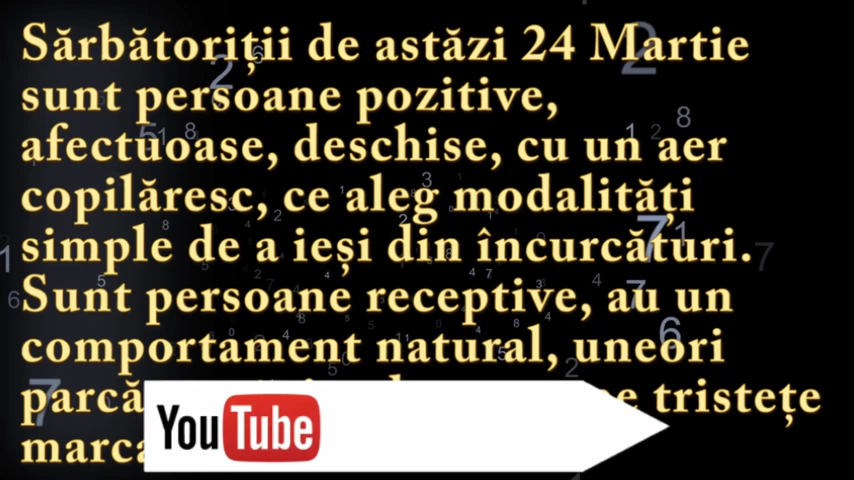 Sărbătoriții de astăzi 24 Martie
sunt persoane pozitive,
afectuoase, deschise, cu un aer
copilăresc, ce aleg modalități
simple de a ieși din încurcături.
Sunt persoane receptive, au un
comportament natural, uneori
tristețe
YouTube